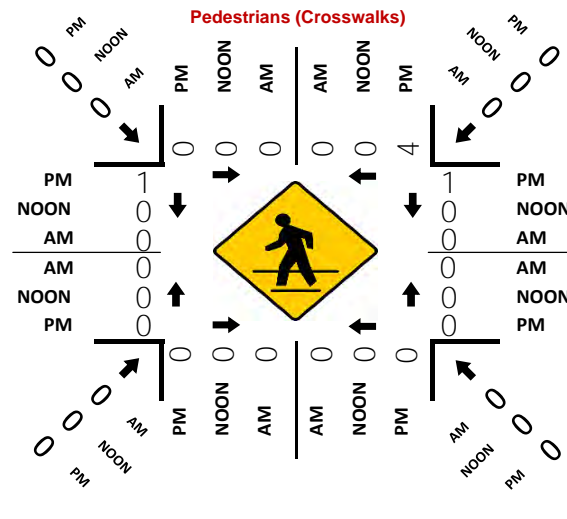 Pedestrians (Crosswalks)
0 PM
0 NOON
0 AM
PM NOON AM AM NOON PM
PM 0
NOON 0
AM 0
0 0 0 0 0 4
PM 1 1 PM
NOON 0 0 NOON
AM 0 0 AM
AM 0 0 AM
NOON 0 0 NOON
PM 0 0 PM
0 0 0 0 0 0
PM NOON AM AM NOON PM
0 AM
0 NOON
0 PM
AM 0
NOON 0
PM 0